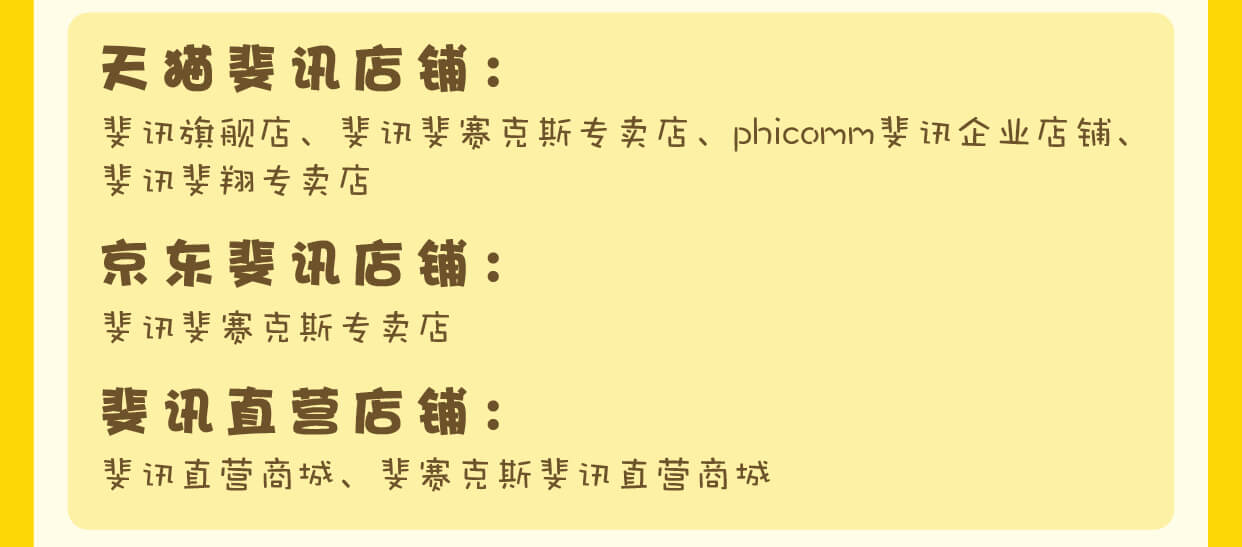 天猫斐讯店铺：
斐讯旗舰店、斐讯斐赛克斯专卖店、phicomm斐讯企业店铺、
斐讯斐翔专卖店
京东斐讯店铺：
斐讯斐赛克斯专卖店
斐讯直营店铺：
斐讯直营商城、斐赛克斯斐讯直营商城